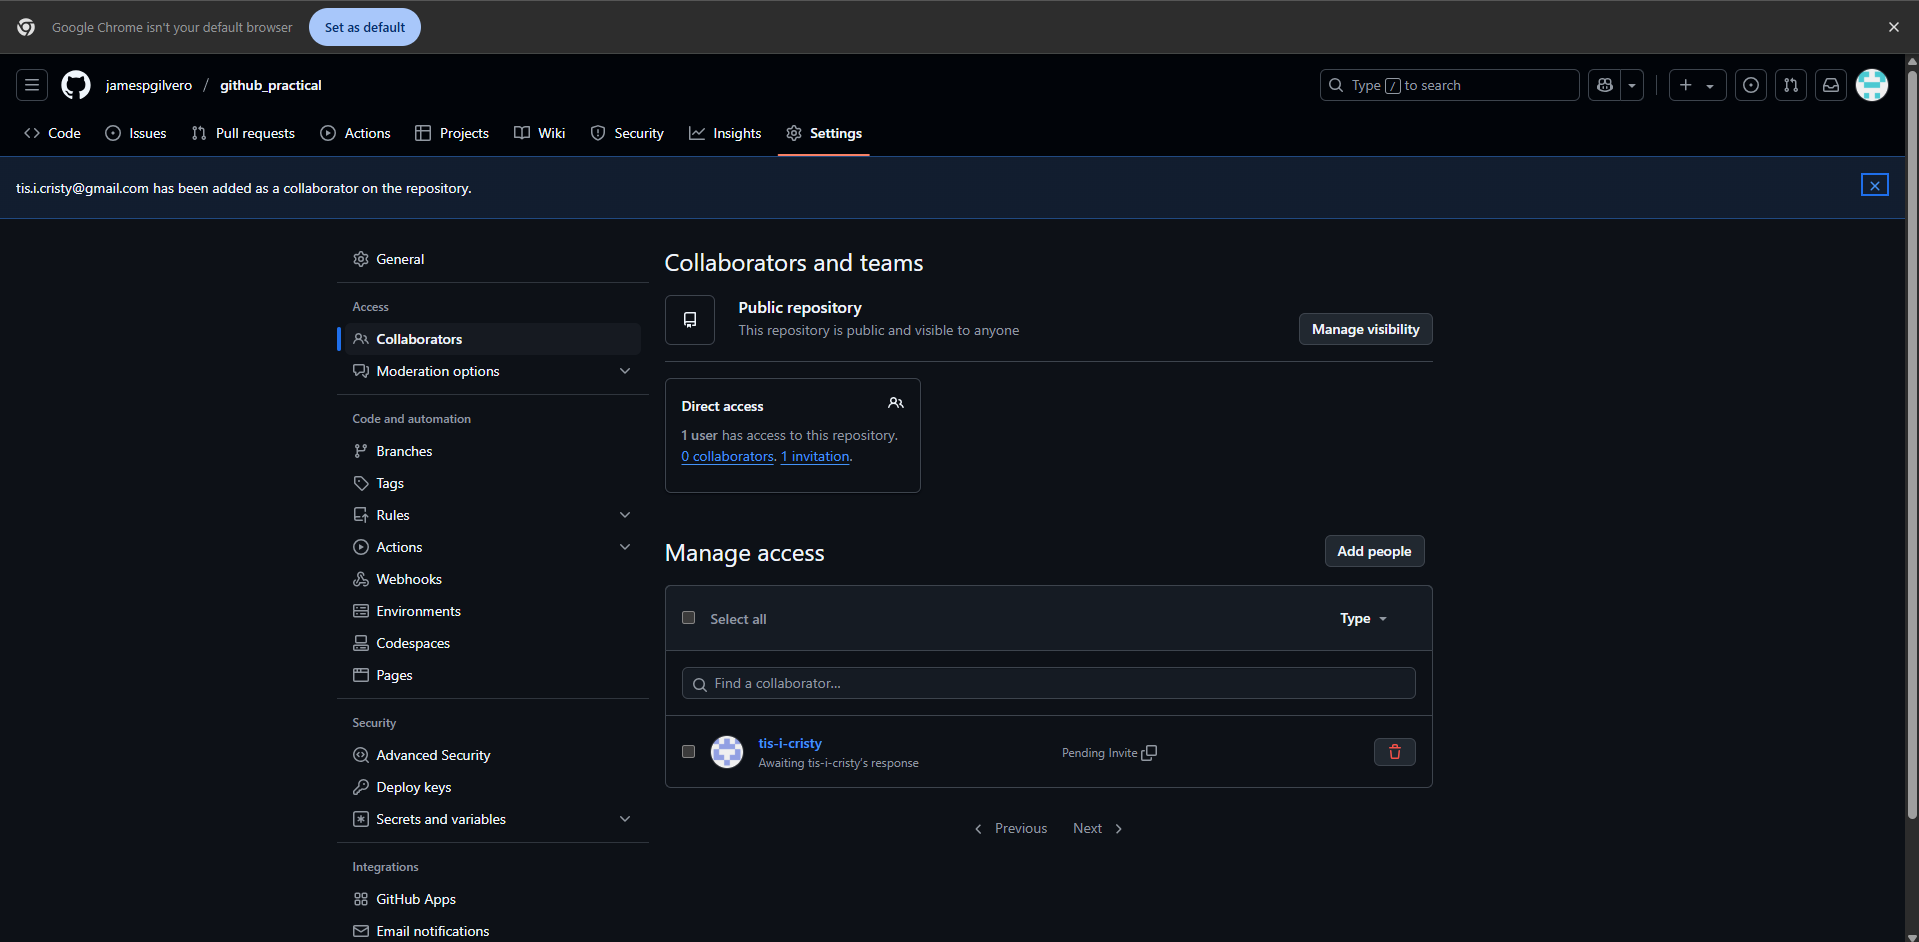 Google Chrome isn't your default browser Set as default
jamespgilvero / github_practical Type / to search
Code Issues Pull requests Actions Projects Wiki Security Insights Settings
tis.i.cristy@gmail.com has been added as a collaborator on the repository.
General
Access
Collaborators
Moderation options
Code and automation
Branches
Tags
Rules
Actions
Webhooks
Environments
Codespaces
Pages
Security
Advanced Security
Deploy keys
Secrets and variables
Integrations
GitHub Apps
Email notifications
Collaborators and teams
Public repository
This repository is public and visible to anyone
Manage visibility
Direct access
1 user has access to this repository.
0 collaborators. 1 invitation.
Manage access
Add people
Select all Type
Find a collaborator...
tis-i-cristy
Awaiting tis-i-cristy's response
Pending Invite
Previous Next